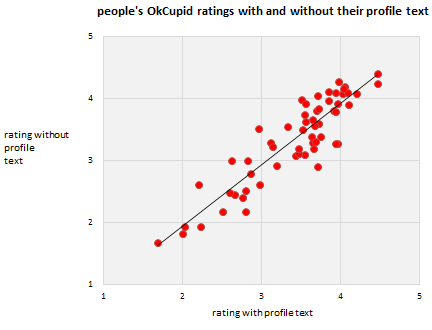 people's OkCupid ratings with and without their profile text
5
4
rating without
profile
text
3
2
1
1 2 3 4 5
rating with profile text